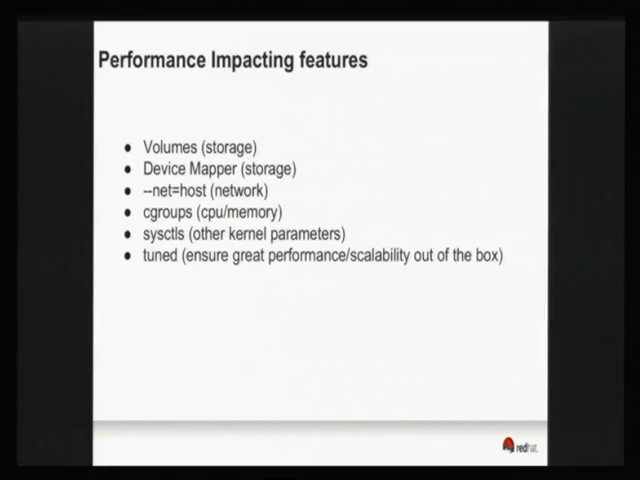 Performance Impacting features
● Volumes (storage)
● Device Mapper (storage)
● --net=host (network)
● cgroups (cpu/memory)
● sysctls (other kernel parameters)
● tuned (ensure great performance/scalability out of the box)
redhat